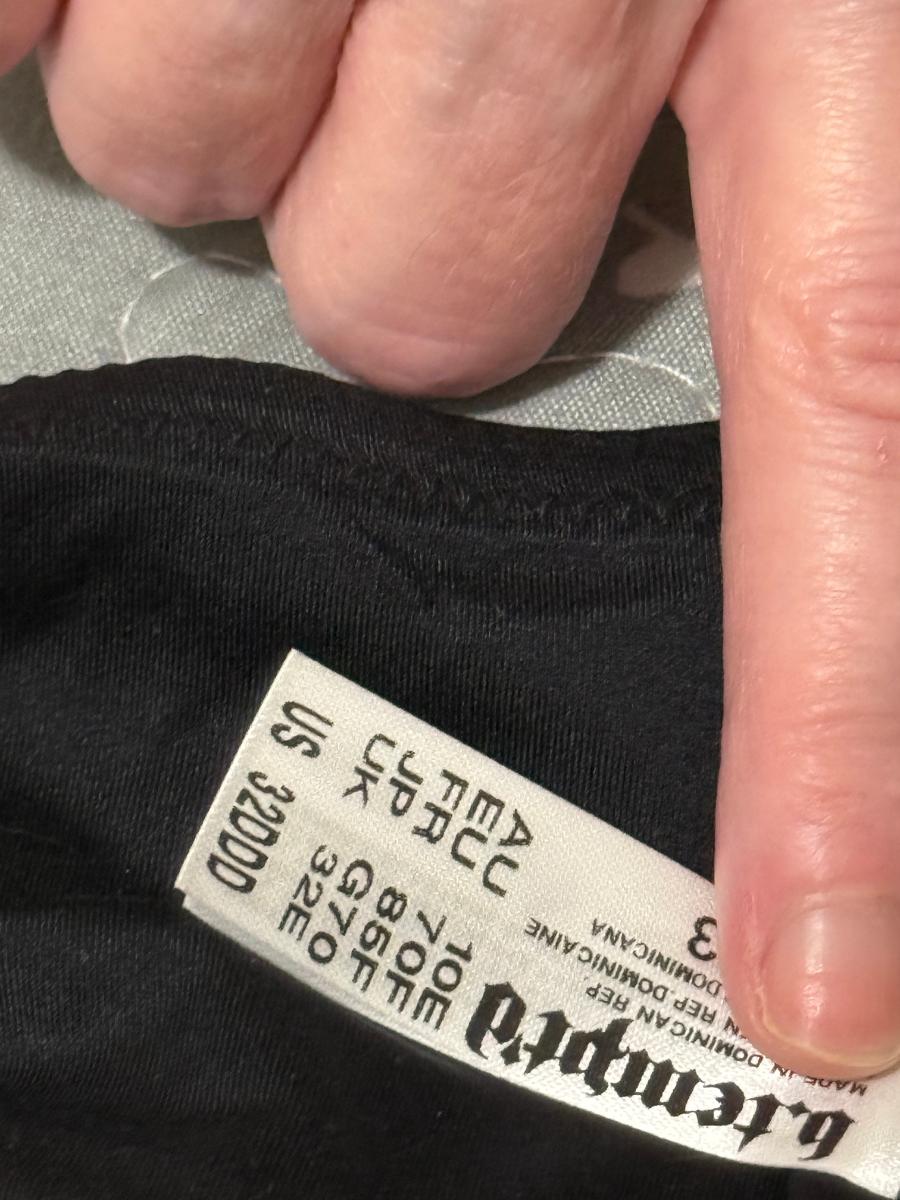 b.tempt'd
MADE IN DOMINICAN REP.
REP. DOMINICAINE
DOMINICANA
3
US 32DDD
UK 32E
JP G70
FR 85F
EU 70F
AU 10E